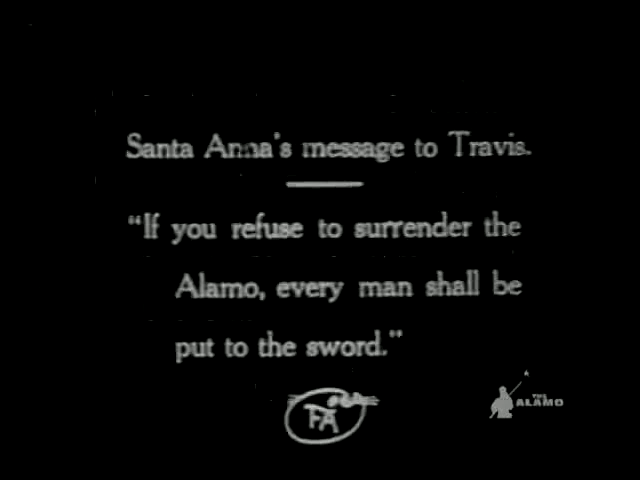 Santa Anna's message to Travis.
"If you refuse to surrender the
Alamo, every man shall be
put to the sword."
FA
THE
ALAMO